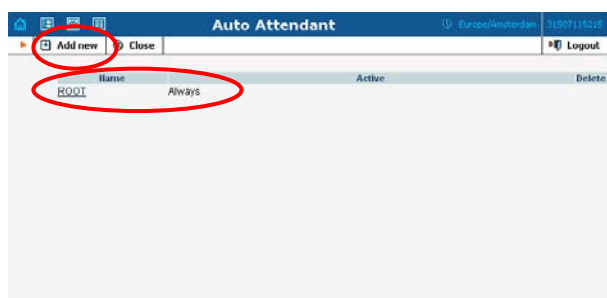 Auto Attendant Europe/Amsterdam 31507115215
Add new Close Logout
Name Active Delete
ROOT Always